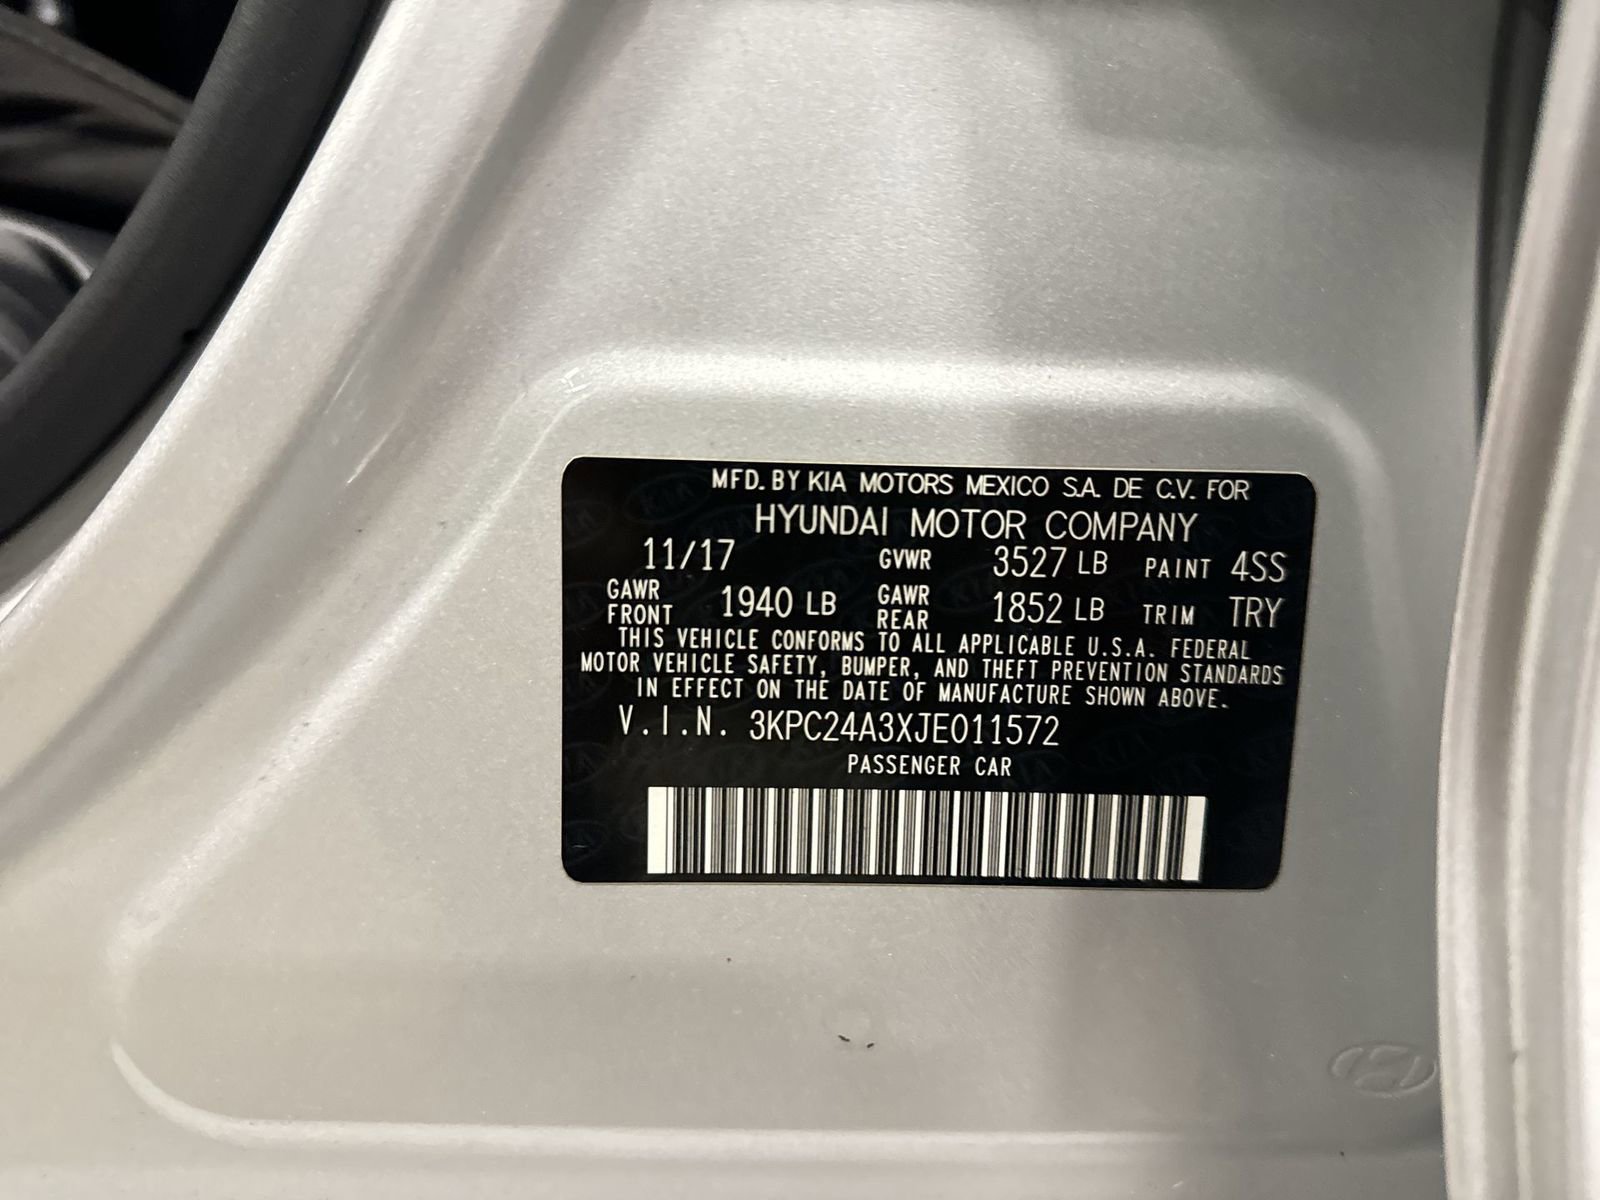 MFD. BY KIA MOTORS MEXICO S.A. DE C.V. FOR
HYUNDAI MOTOR COMPANY
11/17 GVWR 3527 LB PAINT 4SS
GAWR FRONT 1940 LB GAWR REAR 1852 LB TRIM TRY
THIS VEHICLE CONFORMS TO ALL APPLICABLE U.S.A. FEDERAL
MOTOR VEHICLE SAFETY, BUMPER, AND THEFT PREVENTION STANDARDS
IN EFFECT ON THE DATE OF MANUFACTURE SHOWN ABOVE.
V.I.N. 3KPC24A3XJE011572
PASSENGER CAR